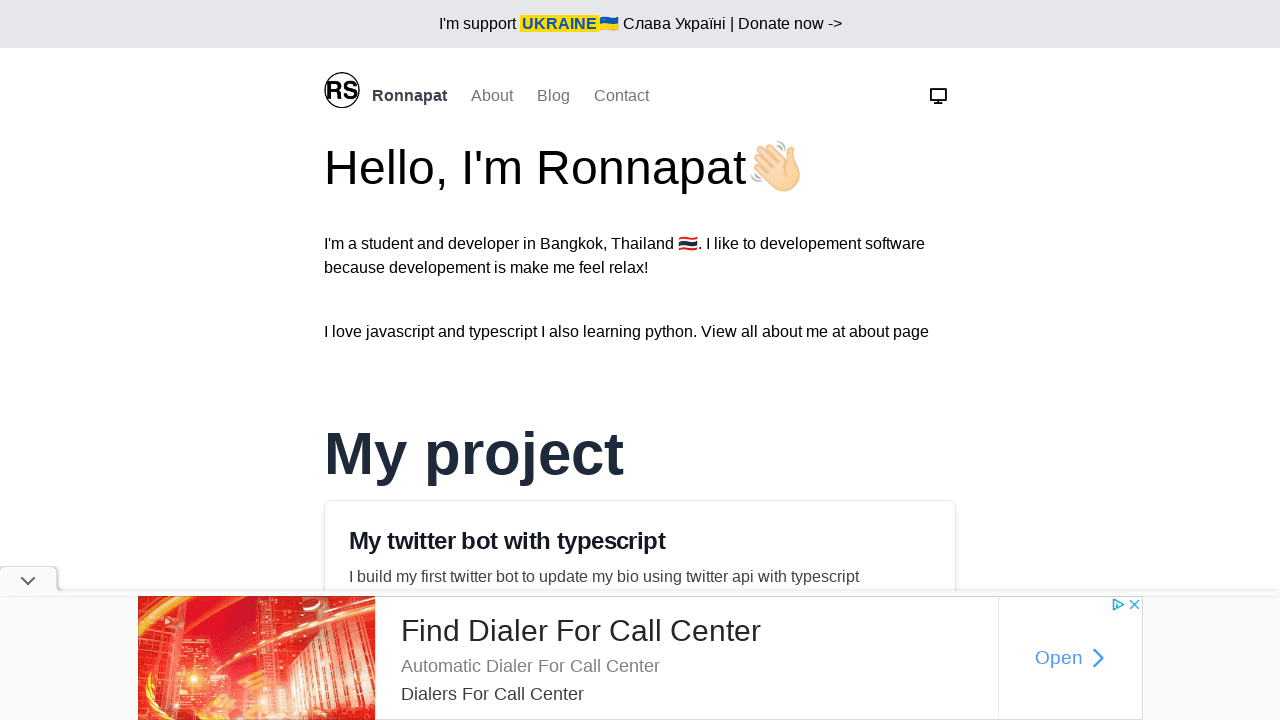 I'm support UKRAINE🇺🇦 Слава Україні | Donate now ->
RS Ronnapat About Blog Contact
Hello, I'm Ronnapat👋🏻
I'm a student and developer in Bangkok, Thailand 🇹🇭. I like to developement software
because developement is make me feel relax!
I love javascript and typescript I also learning python. View all about me at about page
My project
My twitter bot with typescript
I build my first twitter bot to update my bio using twitter api with typescript
Find Dialer For Call Center
Automatic Dialer For Call Center
Dialers For Call Center
Open